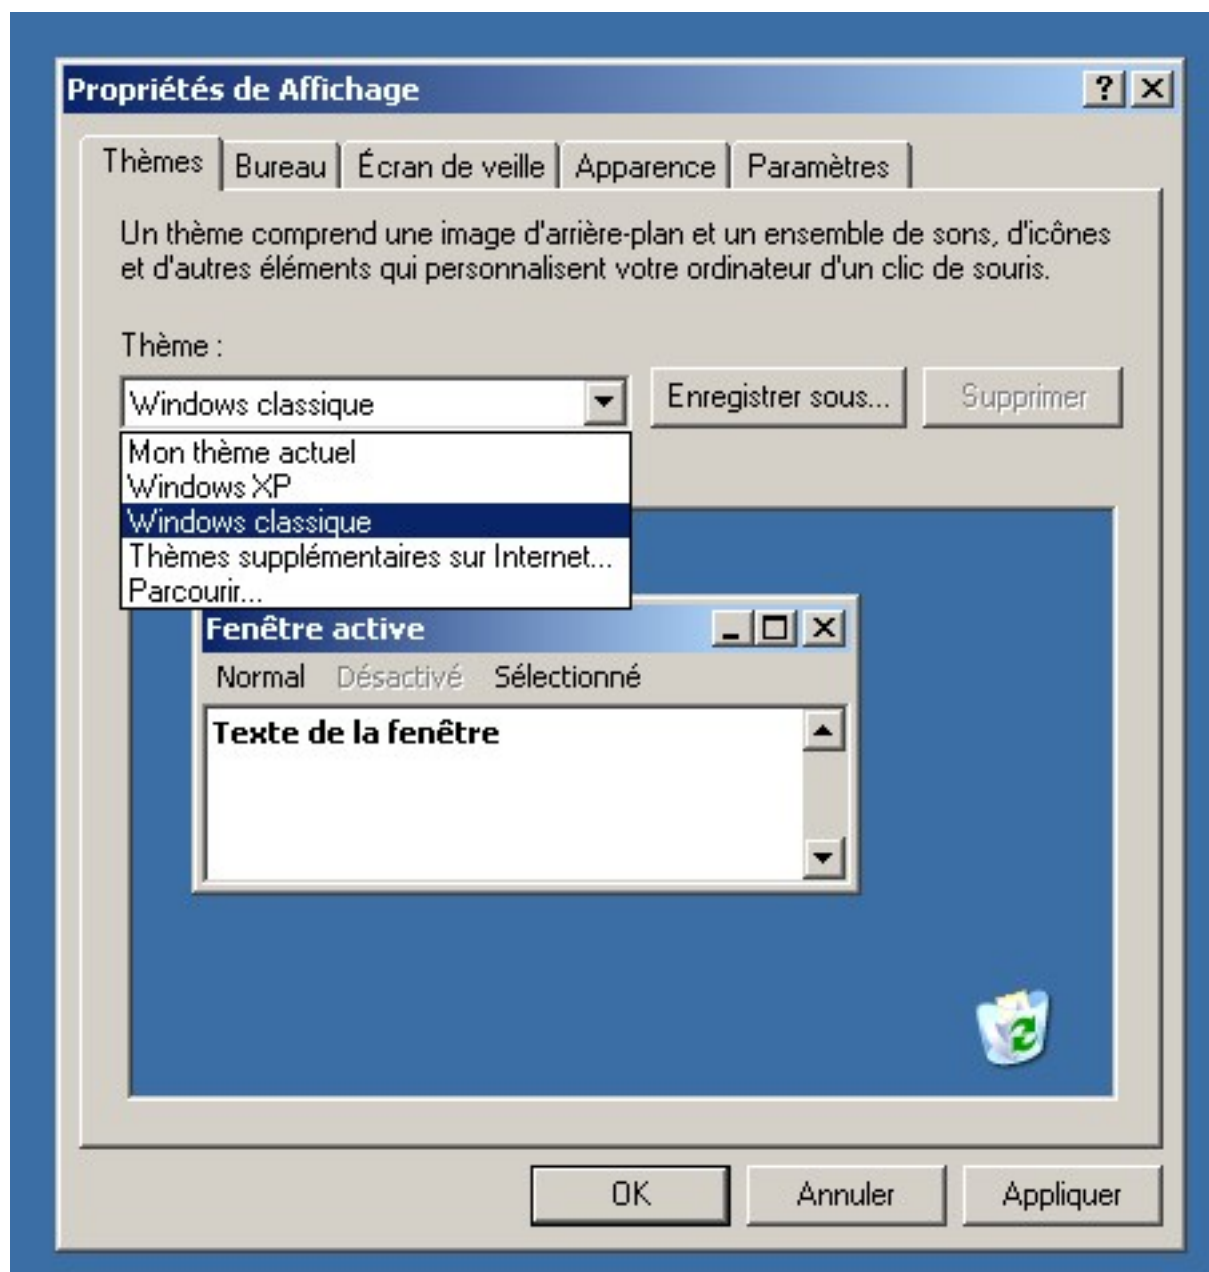 Propriétés de Affichage
Thèmes Bureau Écran de veille Apparence Paramètres
Un thème comprend une image d'arrière-plan et un ensemble de sons, d'icônes
et d'autres éléments qui personnalisent votre ordinateur d'un clic de souris.
Thème :
Windows classique Enregistrer sous... Supprimer
Mon thème actuel
Windows XP
Windows classique
Thèmes supplémentaires sur Internet...
Parcourir...
Fenêtre active
Normal Désactivé Sélectionné
Texte de la fenêtre
OK Annuler Appliquer